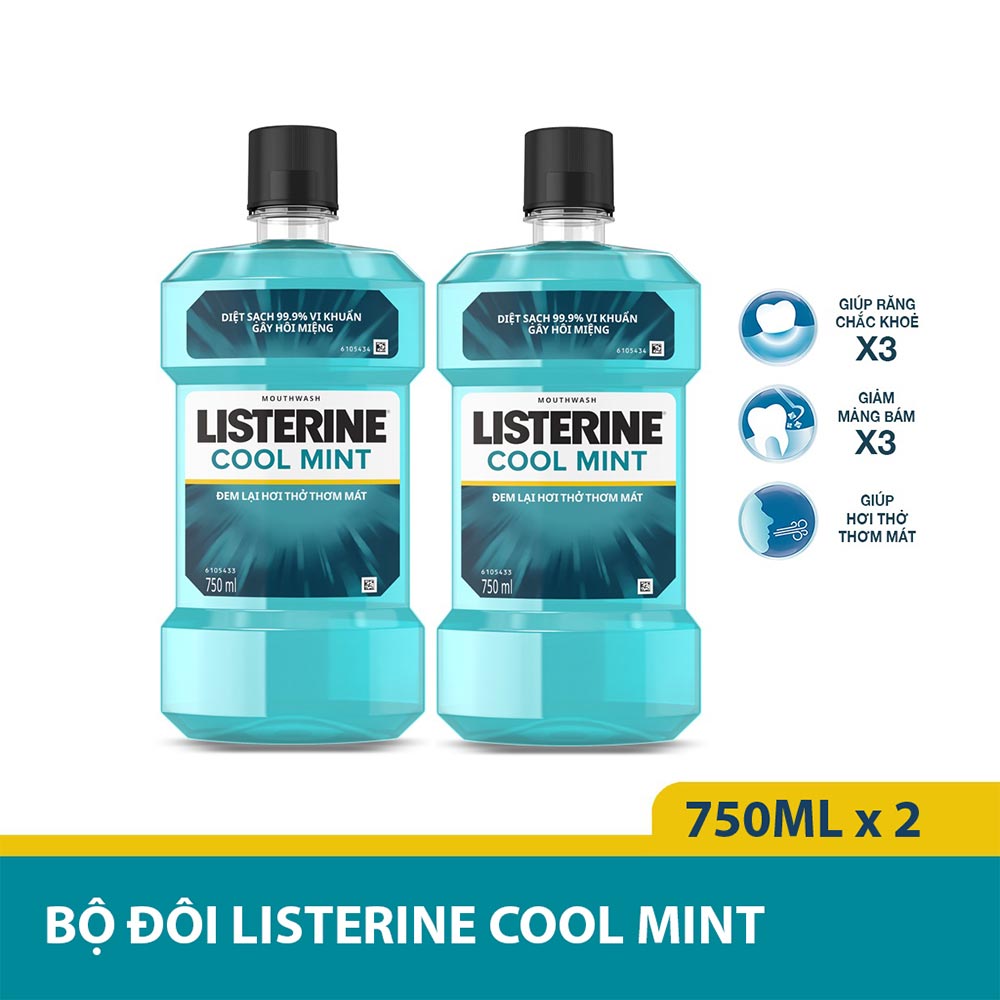 DIỆT SẠCH 99.9% VI KHUẨN
GÂY HÔI MIỆNG
6105434
MOUTHWASH
LISTERINE®
COOL MINT
ĐEM LẠI HƠI THỞ THƠM MÁT
6105433
750 ml
DIỆT SẠCH 99.9% VI KHUẨN
GÂY HÔI MIỆNG
6105434
MOUTHWASH
LISTERINE®
COOL MINT
ĐEM LẠI HƠI THỞ THƠM MÁT
6105433
750 ml
GIÚP RĂNG
CHẮC KHOẺ
X3
GIẢM
MẢNG BÁM
X3
GIÚP
HƠI THỞ
THƠM MÁT
750ML x 2
BỘ ĐÔI LISTERINE COOL MINT